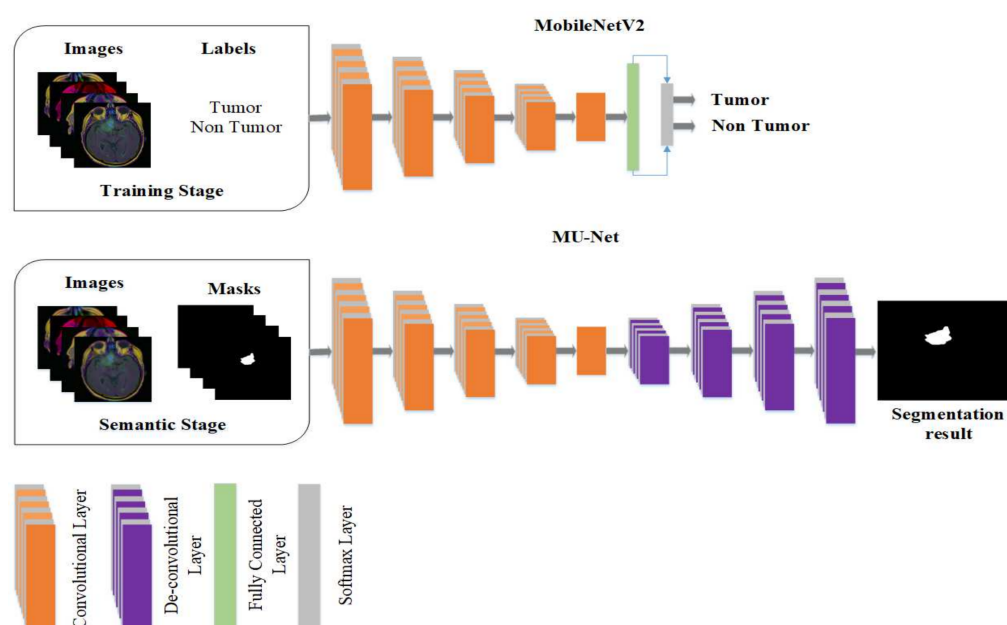 MobileNetV2
Images
Labels
Tumor
Non Tumor
Training Stage
Tumor
Non Tumor
MU-Net
Images
Masks
Semantic Stage
Segmentation
result
Convolutional Layer
De-convolutional
Layer
Fully Connected
Layer
Softmax Layer